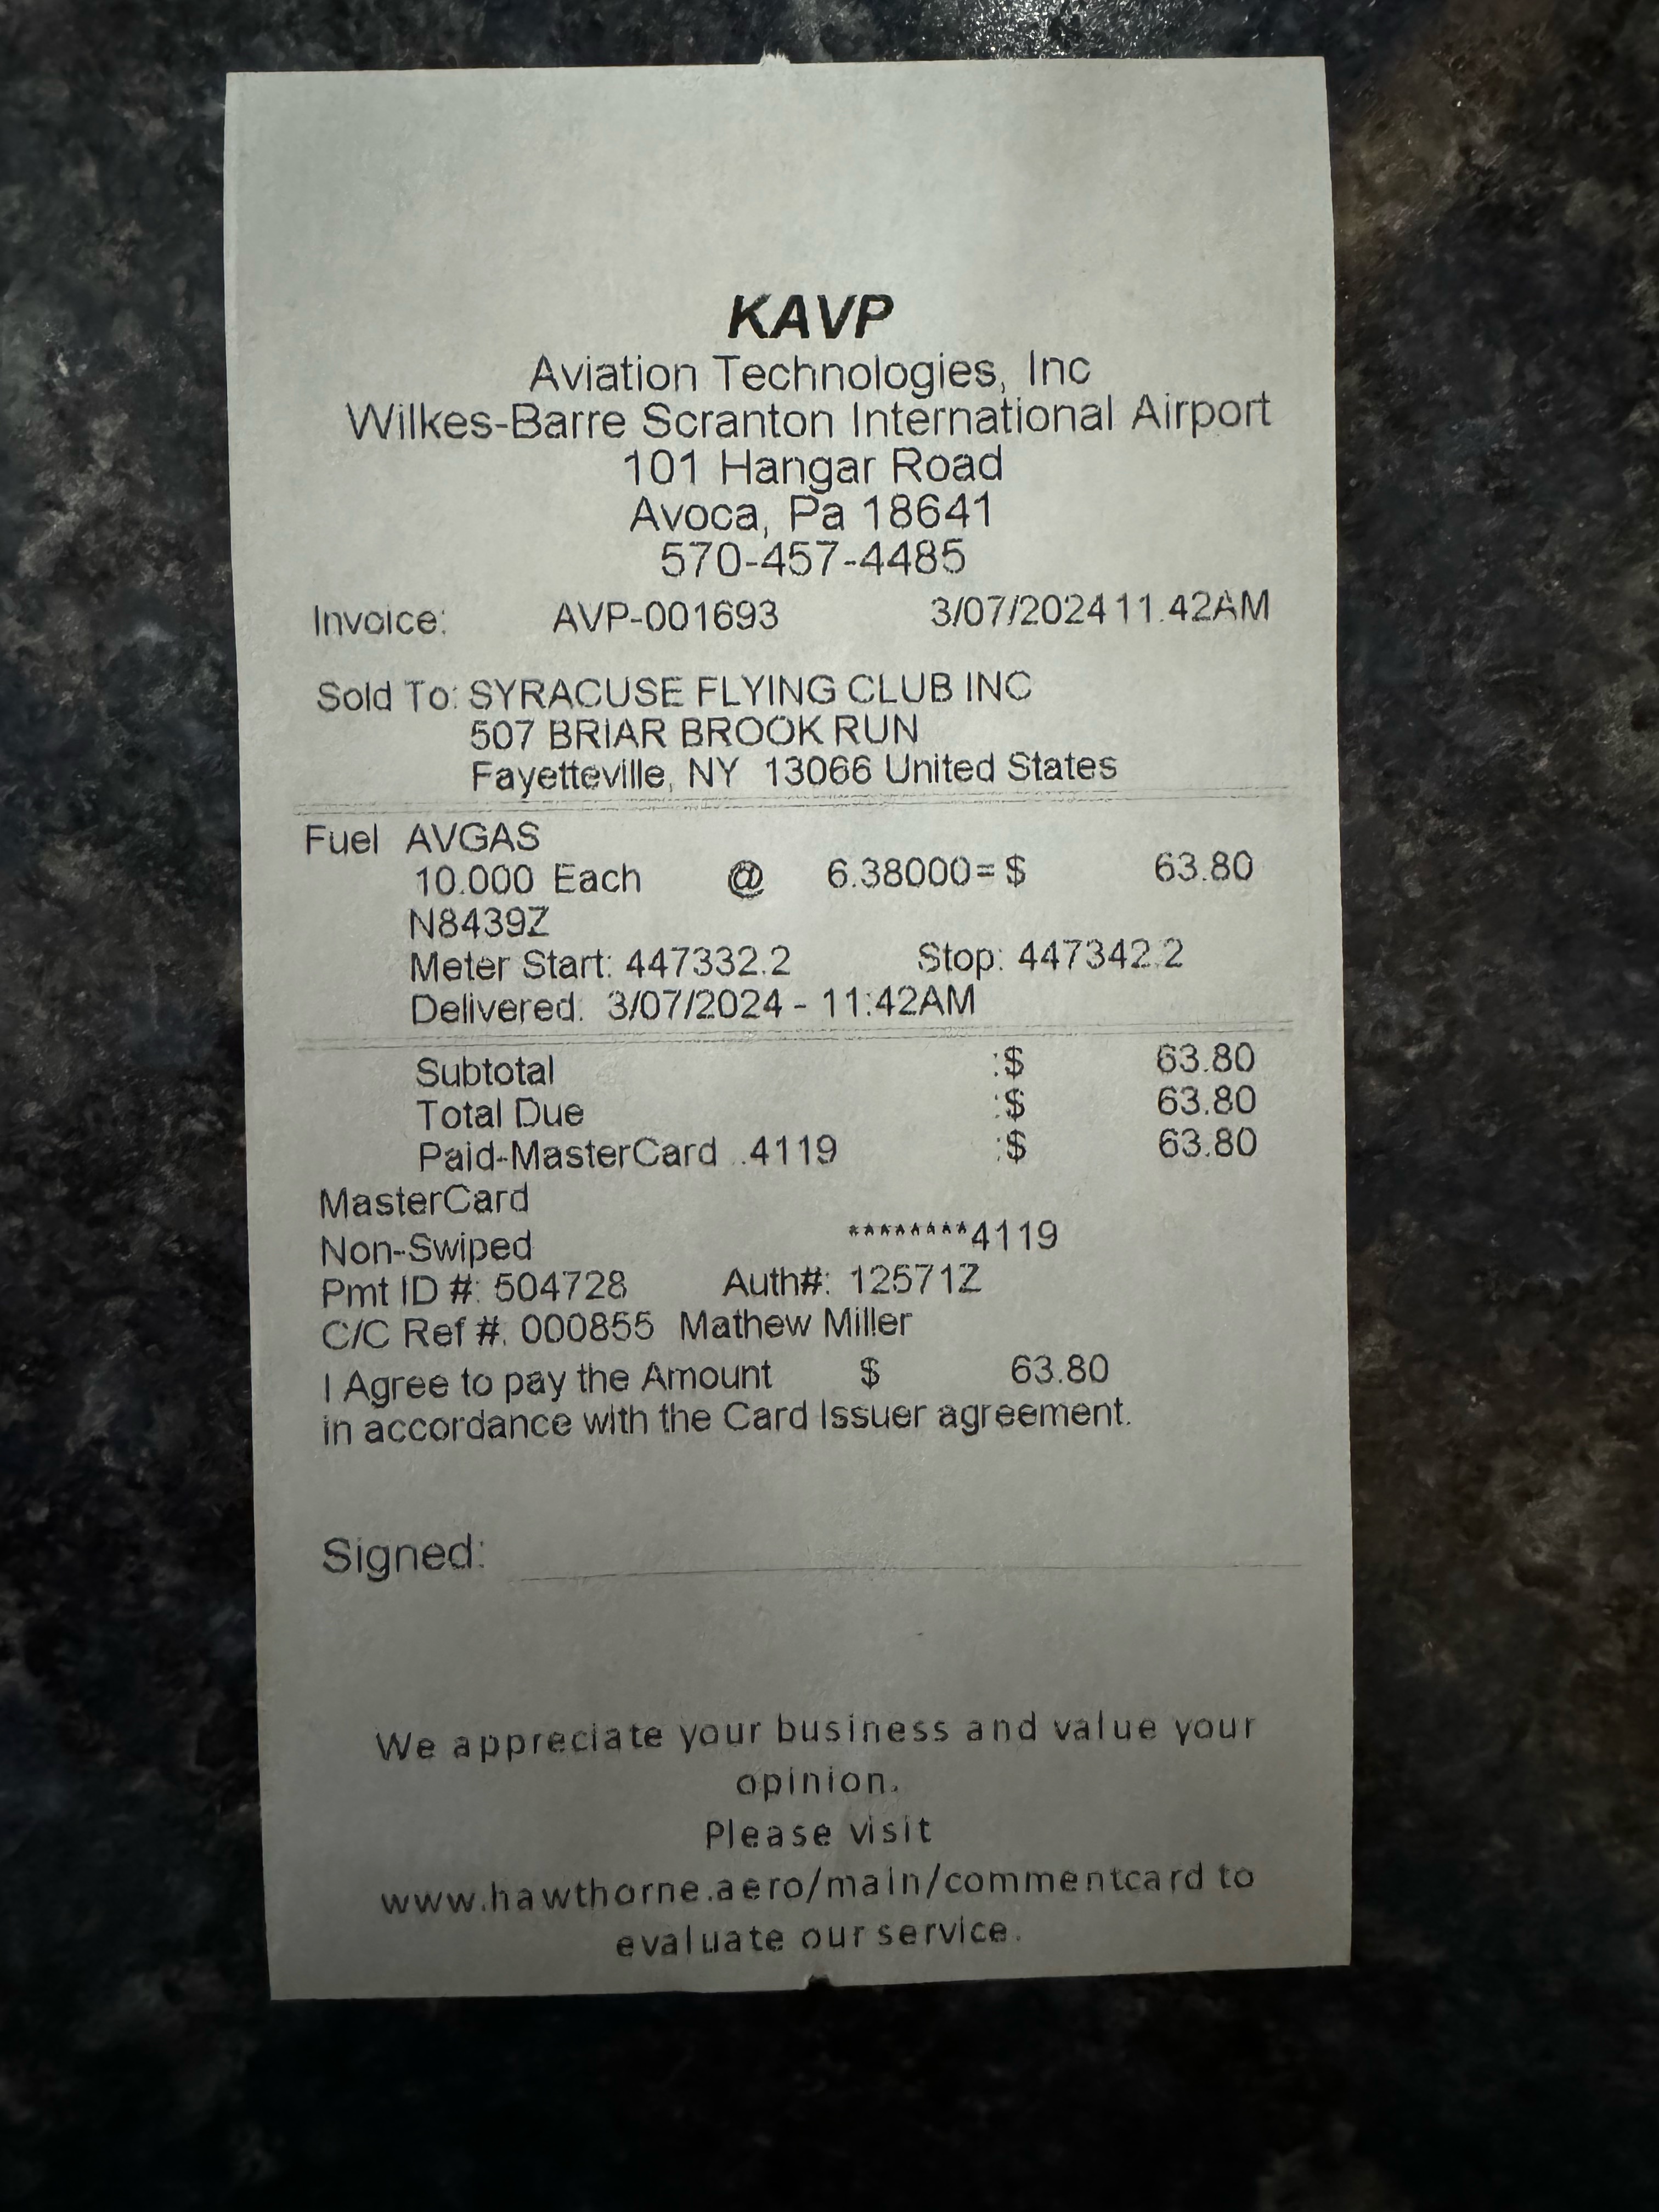 KAVP
Aviation Technologies, Inc
Wilkes-Barre Scranton International Airport
101 Hangar Road
Avoca, Pa 18641
570-457-4485
Invoice: AVP-001693 3/07/2024 11:42AM
Sold To: SYRACUSE FLYING CLUB INC
507 BRIAR BROOK RUN
Fayetteville, NY 13066 United States
Fuel AVGAS
10.000 Each @ 6.38000= $ 63.80
N8439Z
Meter Start: 447332.2 Stop: 447342.2
Delivered: 3/07/2024 - 11:42AM
Subtotal :$ 63.80
Total Due :$ 63.80
Paid-MasterCard ..4119 :$ 63.80
MasterCard
Non-Swiped ********4119
Pmt ID #: 504728 Auth#: 12571Z
C/C Ref #: 000855 Mathew Miller
I Agree to pay the Amount $ 63.80
in accordance with the Card Issuer agreement.
Signed:
We appreciate your business and value your
opinion.
Please visit
www.hawthorne.aero/main/commentcard to
evaluate our service.